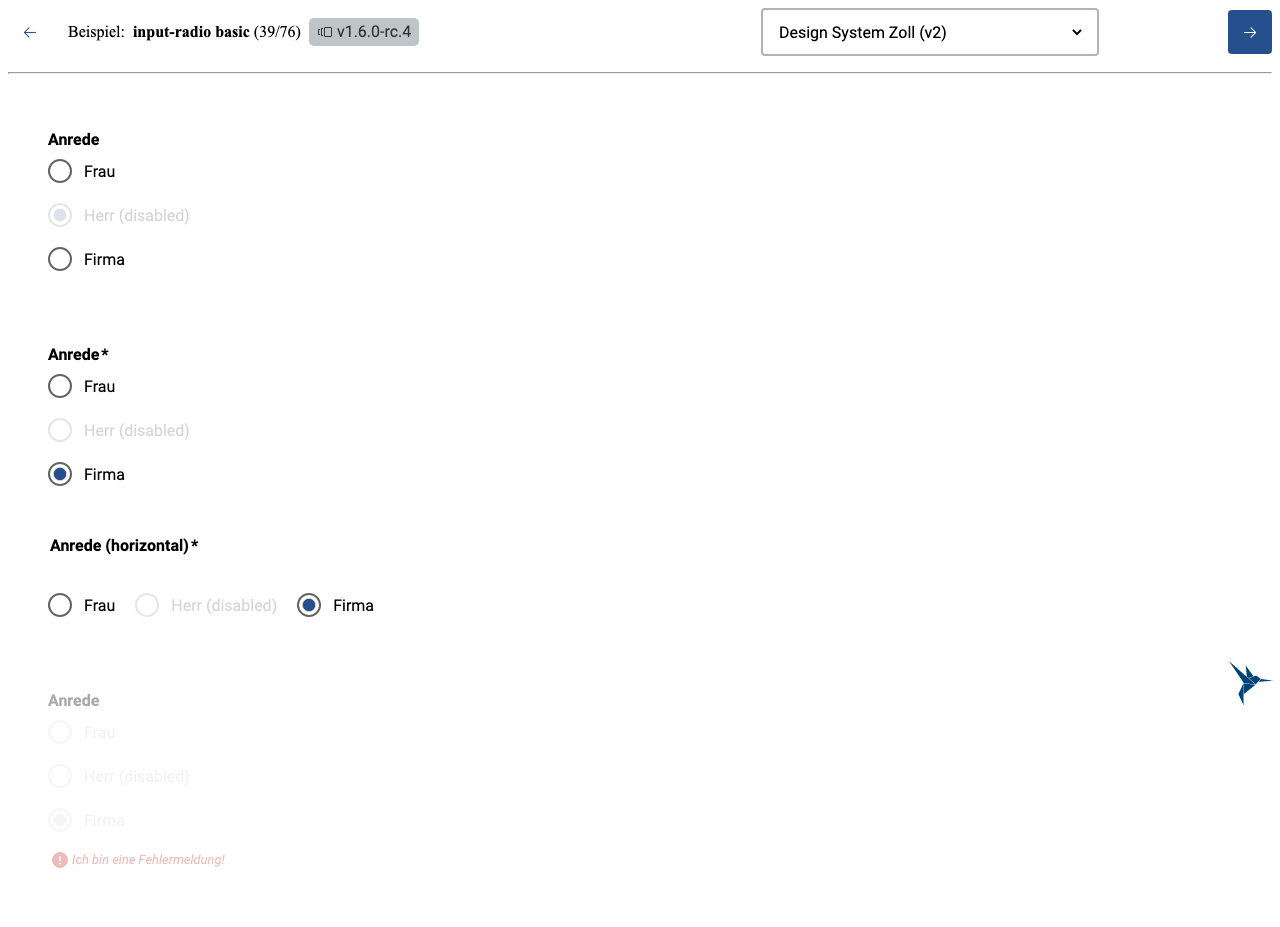 Beispiel: input-radio basic (39/76) v1.6.0-rc.4 Design System Zoll (v2)
Anrede
Frau
Herr (disabled)
Firma
Anrede*
Frau
Herr (disabled)
Firma
Anrede (horizontal)*
Frau Herr (disabled) Firma
Anrede
Frau
Herr (disabled)
Firma
! Ich bin eine Fehlermeldung!